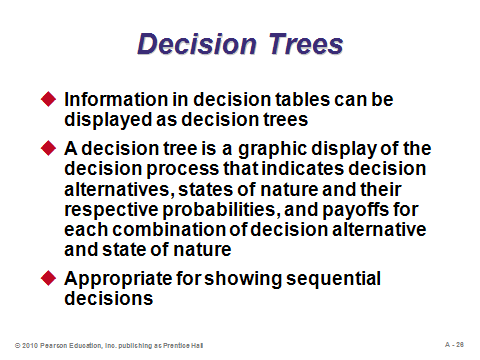 Decision Trees
Information in decision tables can be
displayed as decision trees
A decision tree is a graphic display of the
decision process that indicates decision
alternatives, states of nature and their
respective probabilities, and payoffs for
each combination of decision alternative
and state of nature
Appropriate for showing sequential
decisions
© 2010 Pearson Education, Inc. publishing as Prentice Hall
A - 26